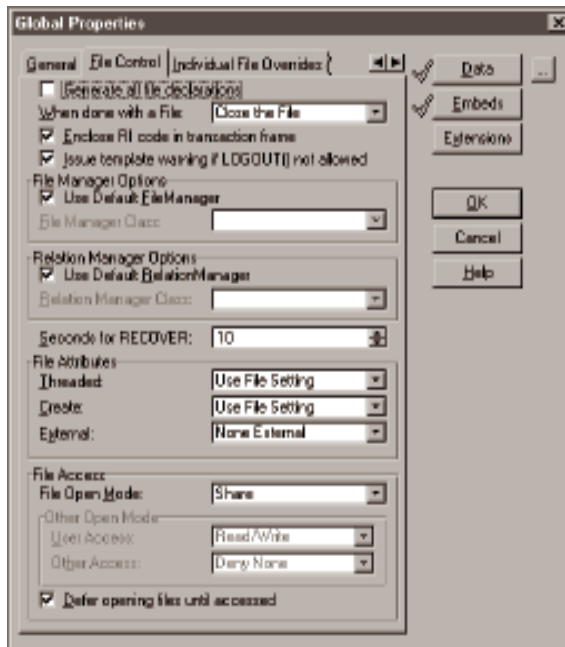 Global Properties
General File Control Individual File Overrides
Generate all file declarations
When done with a File: Close the File
Enclose RI code in transaction frame
Issue template warning if LOGOUT() not allowed
File Manager Options
Use Default FileManager
File Manager Class:
Relation Manager Options
Use Default RelationManager
Relation Manager Class:
Seconds for RECOVER: 10
File Attributes
Threaded: Use File Setting
Create: Use File Setting
External: None External
File Access
File Open Mode: Share
Other Open Mode
User Access: Read/Write
Other Access: Deny None
Defer opening files until accessed
Data ...
Embeds
Extensions
OK
Cancel
Help